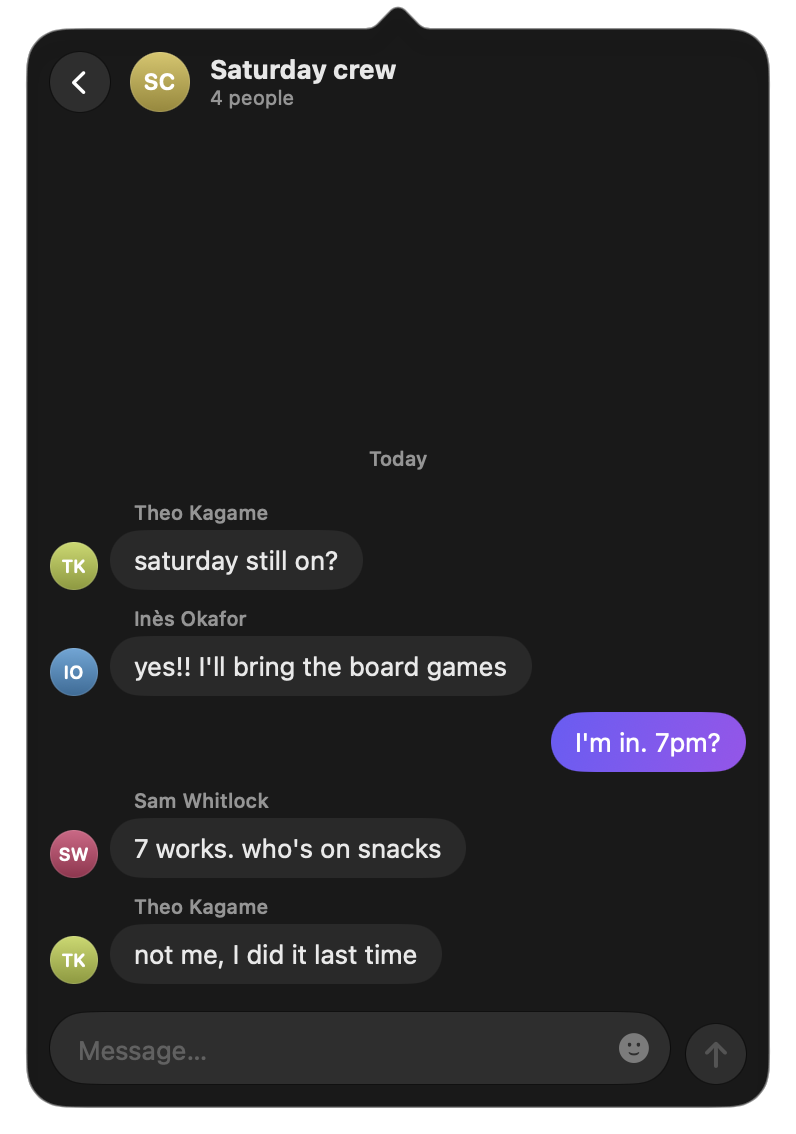 SC
Saturday crew
4 people
Today
Theo Kagame
TK
saturday still on?
Inès Okafor
IO
yes!! I'll bring the board games
I'm in. 7pm?
Sam Whitlock
SW
7 works. who's on snacks
Theo Kagame
TK
not me, I did it last time
Message...